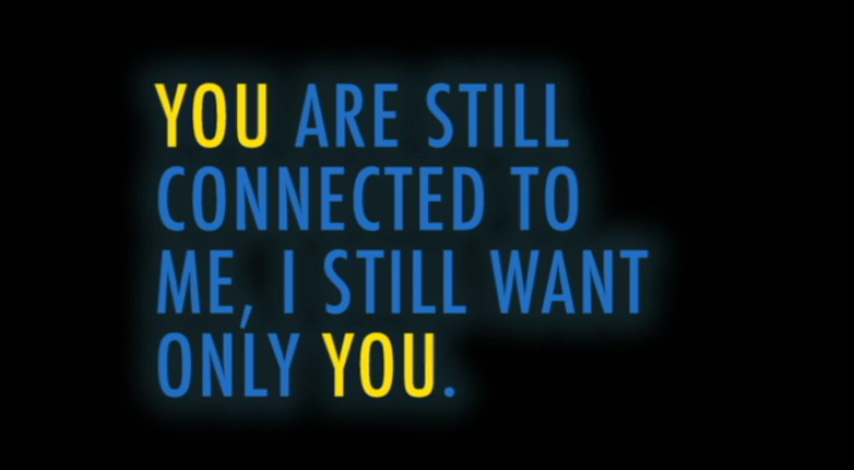 YOU ARE STILL
CONNECTED TO
ME, I STILL WANT
ONLY YOU.